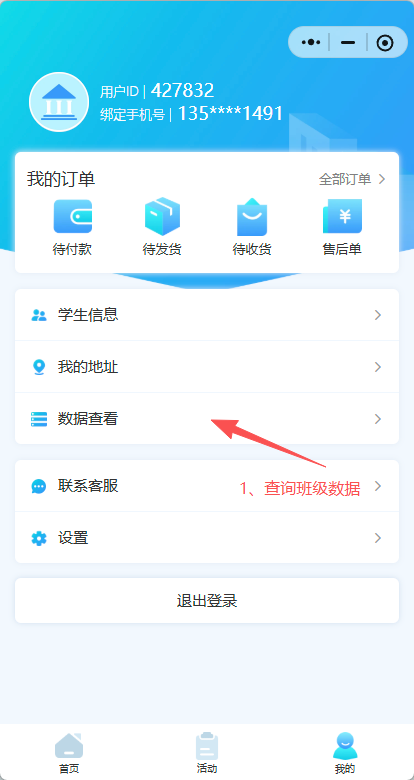 用户ID | 427832
绑定手机号 | 135****1491
我的订单
全部订单
待付款 待发货 待收货 售后单
学生信息
我的地址
数据查看
联系客服
1、查询班级数据
设置
退出登录
首页 活动 我的